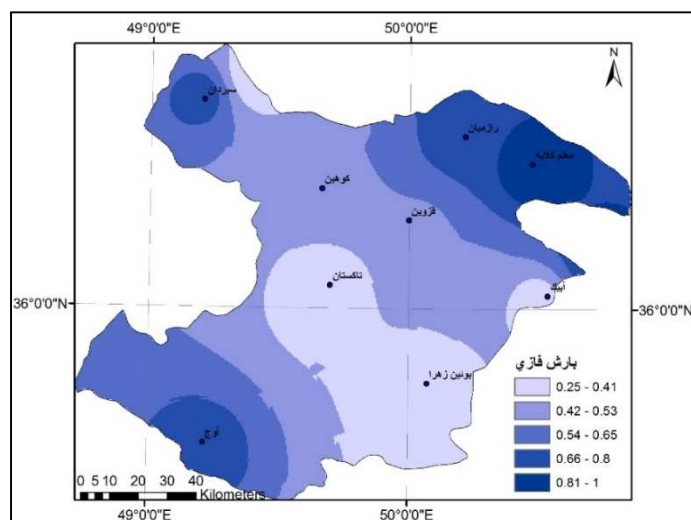 49°0'0"E 50°0'0"E
N
سیردان
رازمیان
معلم کلایه
کوهین
قزوین
تاکستان
آبیک
36°0'0"N 36°0'0"N
بوئین زهرا
آوج
بارش فازي
0.25 - 0.41
0.42 - 0.53
0.54 - 0.65
0.66 - 0.8
0.81 - 1
0 5 10 20 30 40
Kilometers
49°0'0"E 50°0'0"E